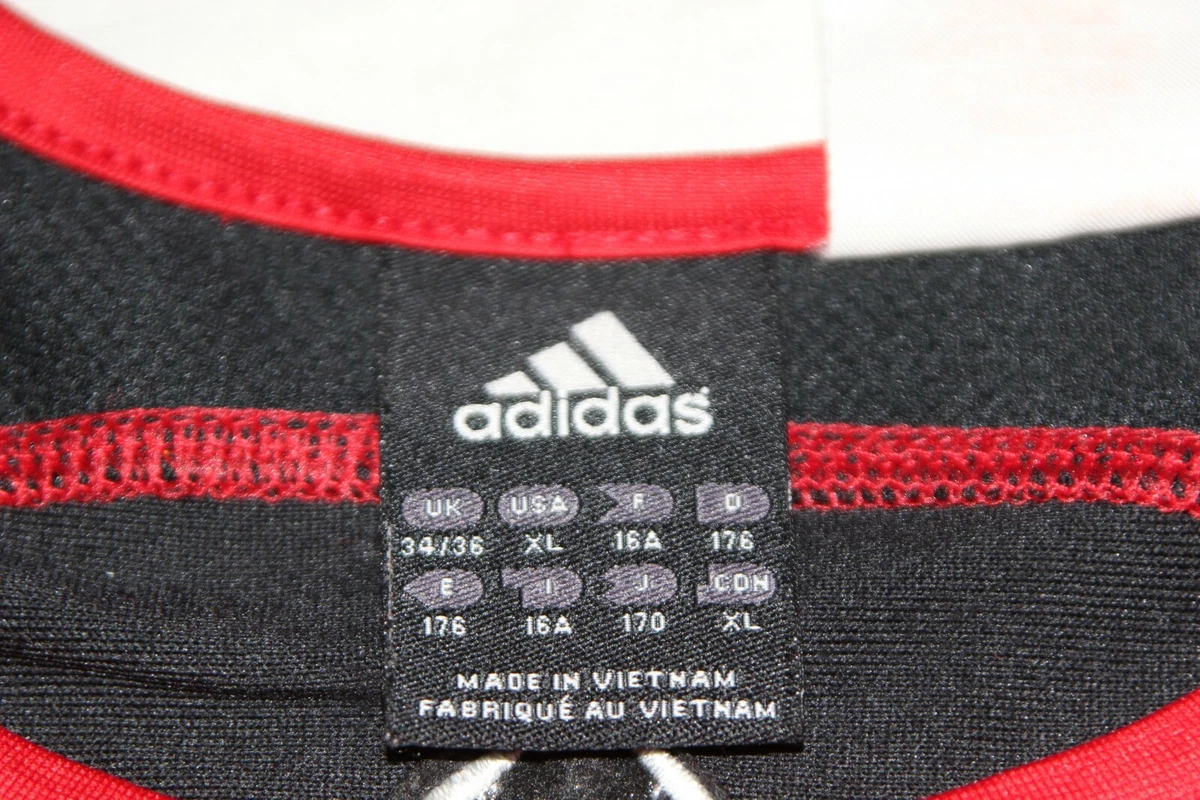 adidas
UK USA F D
34/36 XL 16A 176
E I J CDN
176 16A 170 XL
MADE IN VIETNAM
FABRIQUÉ AU VIETNAM